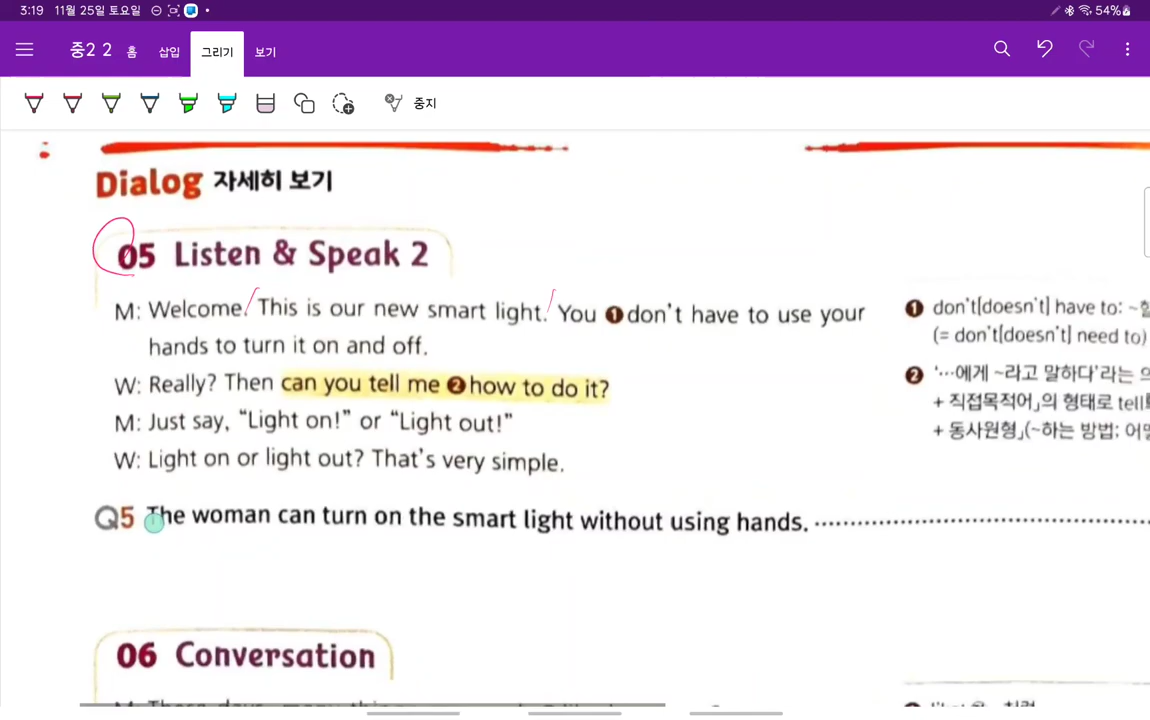 3:19 11월 25일 토요일 54%
중2 2 홈 삽입 그리기 보기
중지
Dialog 자세히 보기
05 Listen & Speak 2
M: Welcome. This is our new smart light. You ❶don't have to use your
hands to turn it on and off.
W: Really? Then can you tell me ❷how to do it?
M: Just say, “Light on!” or “Light out!”
W: Light on or light out? That's very simple.
Q5 The woman can turn on the smart light without using hands.
❶ don't[doesn't] have to: ~할
(= don't[doesn't] need to)
❷ ‘…에게 ~라고 말하다’라는 의
+ 직접목적어」의 형태로 tell
+ 동사원형」(~하는 방법; 어떻
06 Conversation